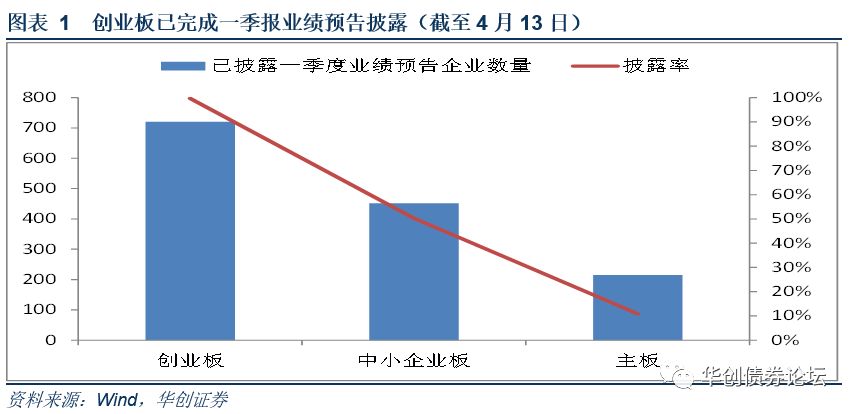 图表 1 创业板已完成一季报业绩预告披露（截至 4 月 13 日）
已披露一季度业绩预告企业数量 披露率
800 100%
700 90%
600 80%
500 70%
400 60%
300 50%
200 40%
100 30%
0 20%
10%
0%
创业板 中小企业板 主板
华创债券论坛
资料来源：Wind，华创证券